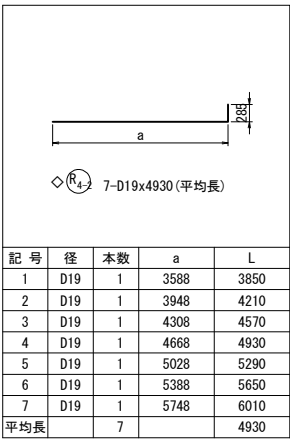 285
a
◇ R4-2 7-D19x4930(平均長)
記 号 径 本数 a L
1 D19 1 3588 3850
2 D19 1 3948 4210
3 D19 1 4308 4570
4 D19 1 4668 4930
5 D19 1 5028 5290
6 D19 1 5388 5650
7 D19 1 5748 6010
平均長 7 4930